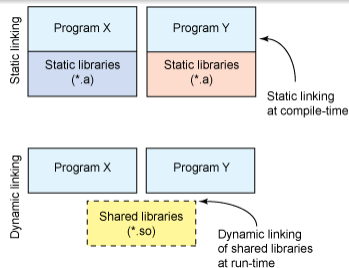 Static linking
Program X
Program Y
Static libraries
(*.a)
Static libraries
(*.a)
Static linking
at compile-time
Dynamic linking
Program X
Program Y
Shared libraries
(*.so)
Dynamic linking
of shared libraries
at run-time